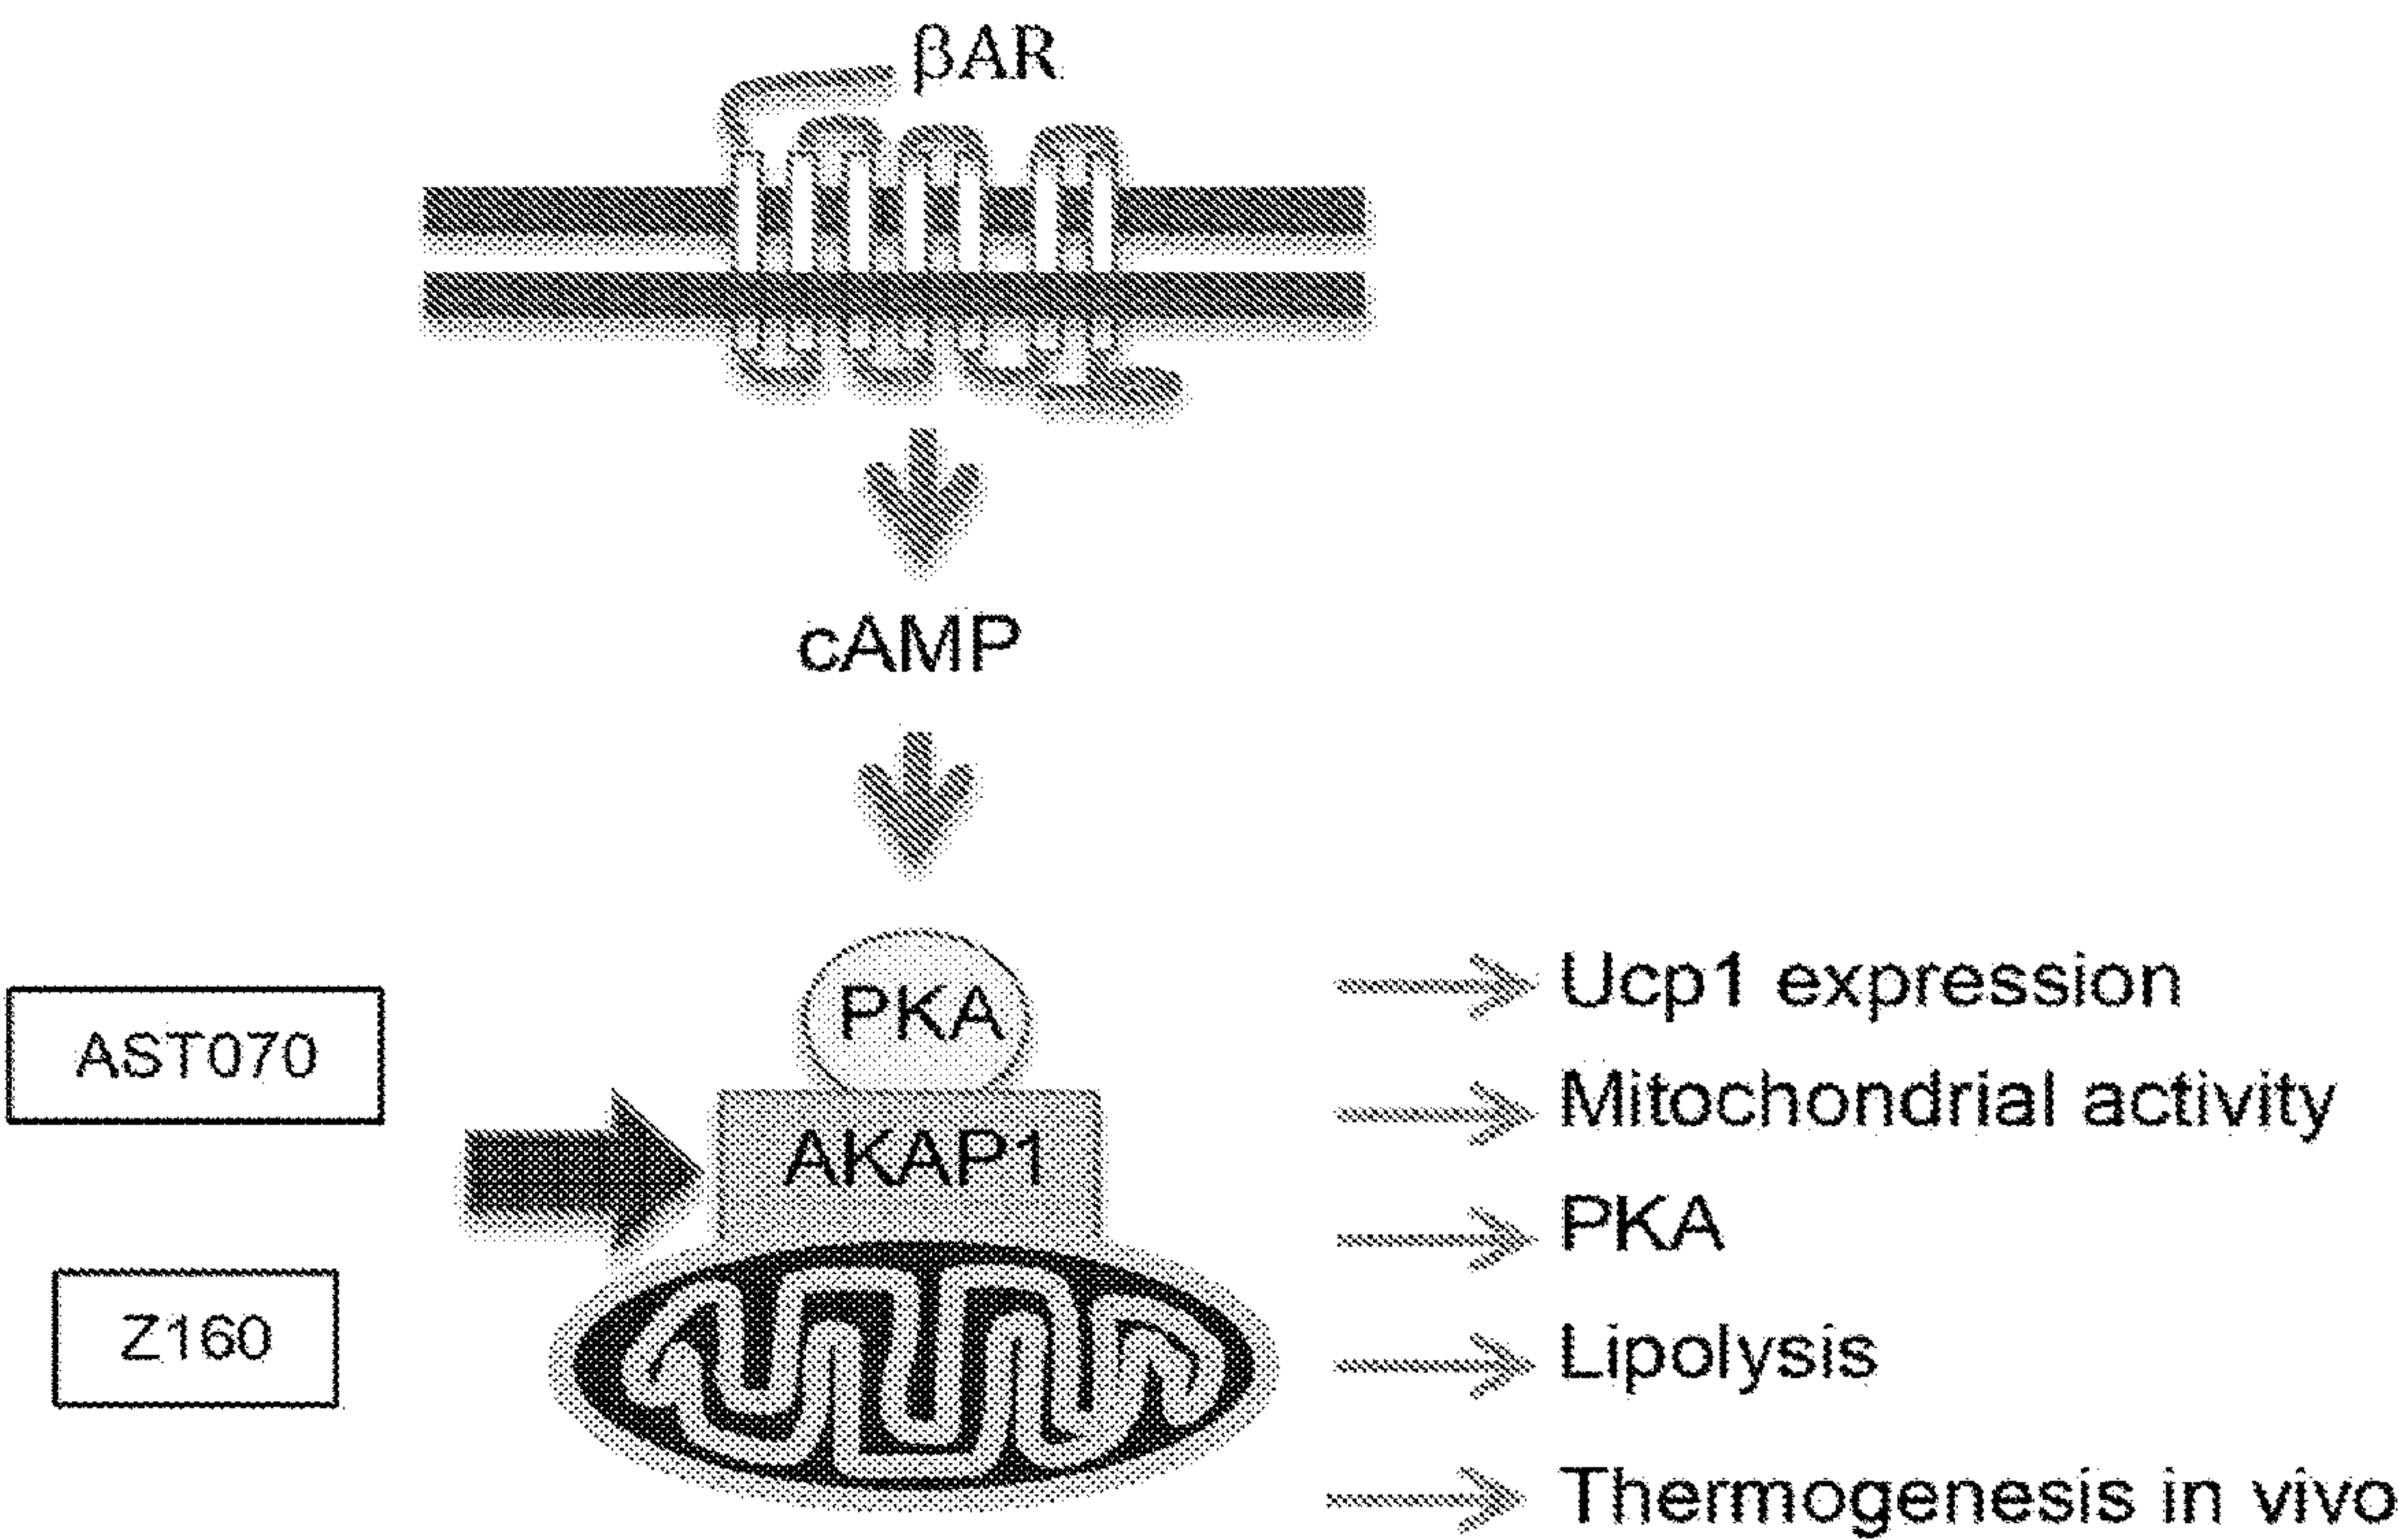 βAR
cAMP
PKA
AKAP1
AST070
Z160
Ucp1 expression
Mitochondrial activity
PKA
Lipolysis
Thermogenesis in vivo